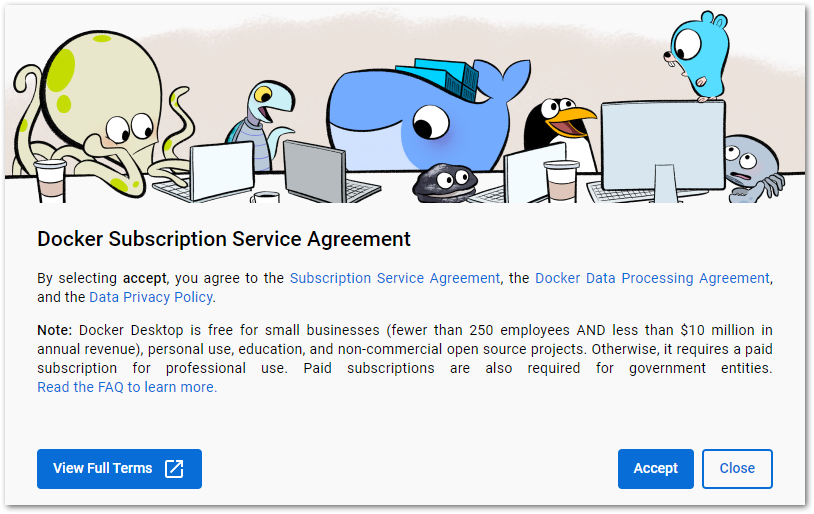 Docker Subscription Service Agreement
By selecting accept, you agree to the Subscription Service Agreement, the Docker Data Processing Agreement,
and the Data Privacy Policy.
Note: Docker Desktop is free for small businesses (fewer than 250 employees AND less than $10 million in
annual revenue), personal use, education, and non-commercial open source projects. Otherwise, it requires a paid
subscription for professional use. Paid subscriptions are also required for government entities.
Read the FAQ to learn more.
View Full Terms
Accept
Close